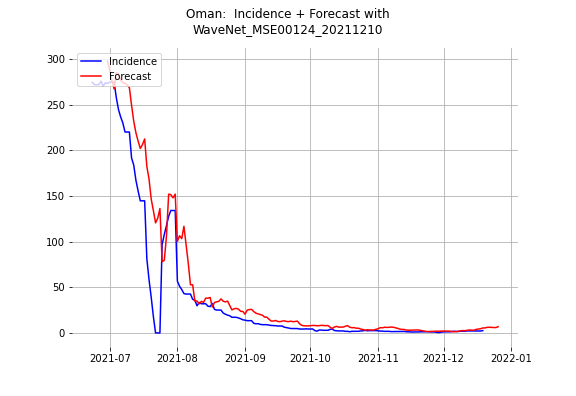 Oman:  Incidence + Forecast with
WaveNet_MSE00124_20211210
Incidence
Forecast
300
250
200
150
100
50
0
2021-07 2021-08 2021-09 2021-10 2021-11 2021-12 2022-01